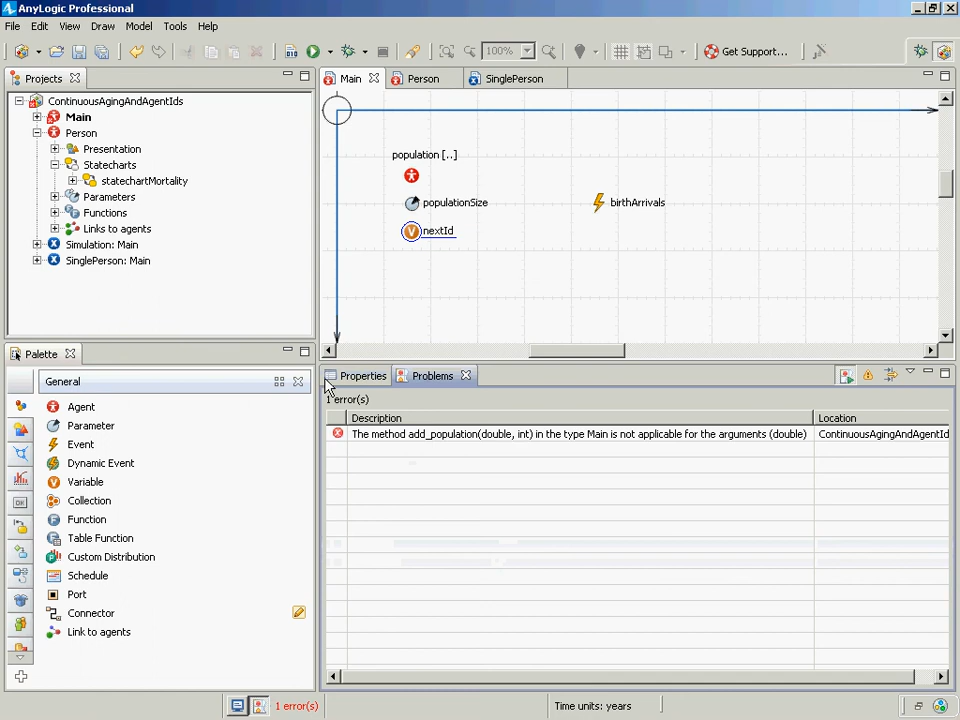 AnyLogic Professional
File Edit View Draw Model Tools Help
100% Get Support...
Projects
ContinuousAgingAndAgentIds
Main
Person
Presentation
Statecharts
statechartMortality
Parameters
Functions
Links to agents
Simulation: Main
SinglePerson: Main
Palette
General
Agent
Parameter
Event
Dynamic Event
Variable
Collection
Function
Table Function
Custom Distribution
Schedule
Port
Connector
Link to agents
Main Person SinglePerson
population [..]
populationSize
birthArrivals
nextId
Properties Problems
1 error(s)
Description Location
The method add_population(double, int) in the type Main is not applicable for the arguments (double) ContinuousAgingAndAgentId
1 error(s) Time units: years